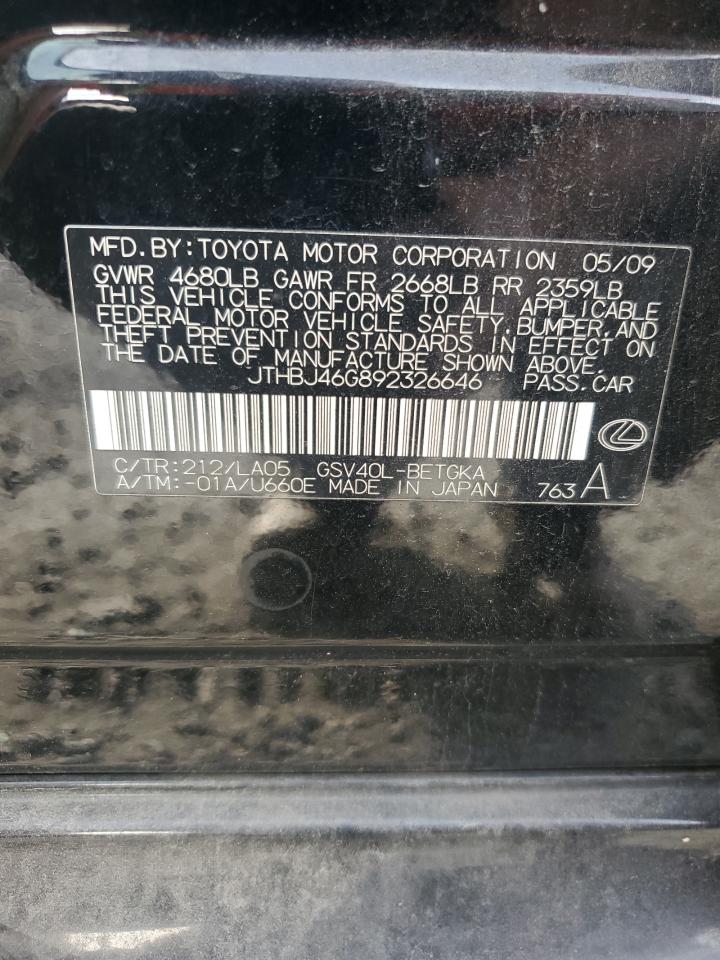 MFD.BY:TOYOTA MOTOR CORPORATION 05/09
GVWR 4680LB GAWR FR 2668LB RR 2359LB
THIS VEHICLE CONFORMS TO ALL APPLICABLE
FEDERAL MOTOR VEHICLE SAFETY,BUMPER,AND
THEFT PREVENTION STANDARDS IN EFFECT ON
THE DATE OF MANUFACTURE SHOWN ABOVE.
JTHBJ46G892326646 PASS.CAR
C/TR:212/LA05 GSV40L-BETGKA
A/TM:-01A/U660E MADE IN JAPAN 763 A